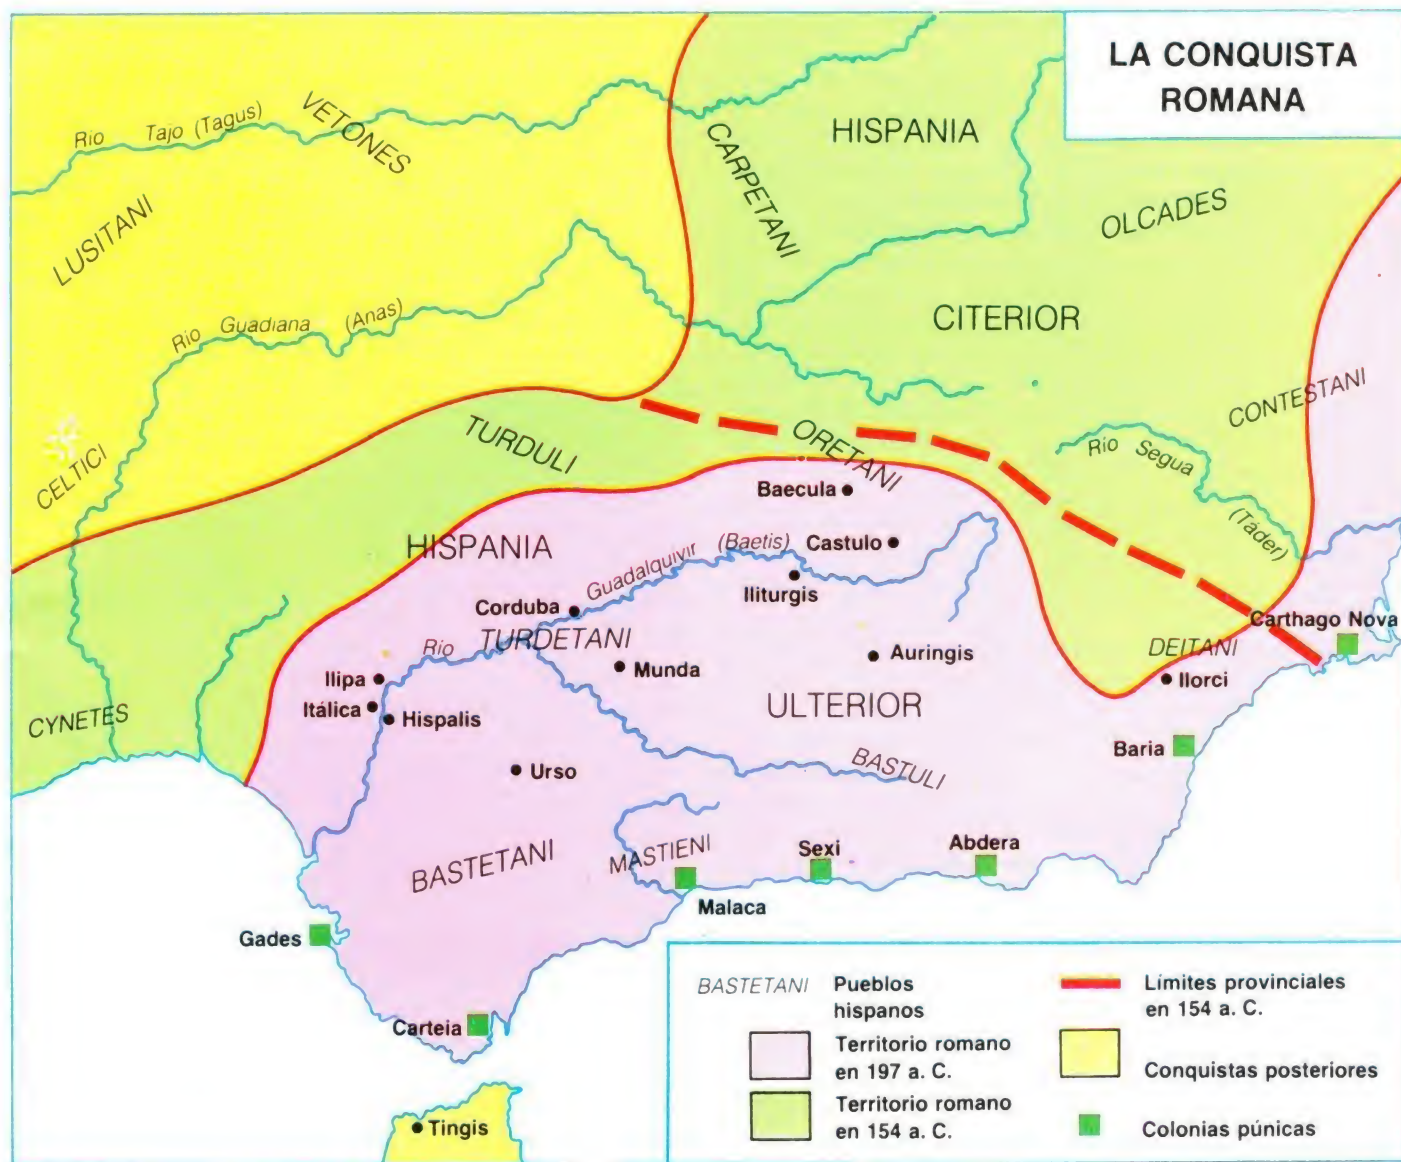 LA CONQUISTA
ROMANA
Rio Tajo (Tagus)
VETONES
LUSITANI
CARPETANI
HISPANIA
OLCADES
CITERIOR
Rio Guadiana (Anas)
CELTICI
TURDULI
ORETANI
CONTESTANI
Rio Segua (Táder)
Baecula
HISPANIA
Rio Guadalquivir (Baetis)
Castulo
Iliturgis
Corduba
TURDETANI
Munda
Auringis
DEITANI
Carthago Nova
Ilorci
Ilipa
Itálica
Hispalis
CYNETES
ULTERIOR
Urso
BASTULI
Baria
BASTETANI
MASTIENI
Sexi
Abdera
Malaca
Gades
Carteia
Tingis
BASTETANI
Pueblos
hispanos
Territorio romano
en 197 a. C.
Territorio romano
en 154 a. C.
Límites provinciales
en 154 a. C.
Conquistas posteriores
Colonias púnicas